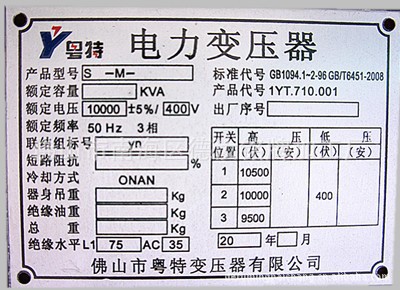 粤特 电力变压器
产品型号 S -M-
标准代号 GB1094.1-2-96 GB/T6451-2008
额定容量 KVA
产品代号 1YT.710.001
额定电压 10000 ±5%/ 400 V
出厂序号
额定频率 50 Hz 3 相
联结组标号 yn
短路阻抗 %
冷却方式 ONAN
器身吊重 Kg
绝缘油重 Kg
总 重 Kg
绝缘水平 L1 75 AC 35
开关位置 高 压 低 压
(伏) (安) (伏) (安)
1 10500
2 10000 400
3 9500
20 年 月
佛山市粤特变压器有限公司